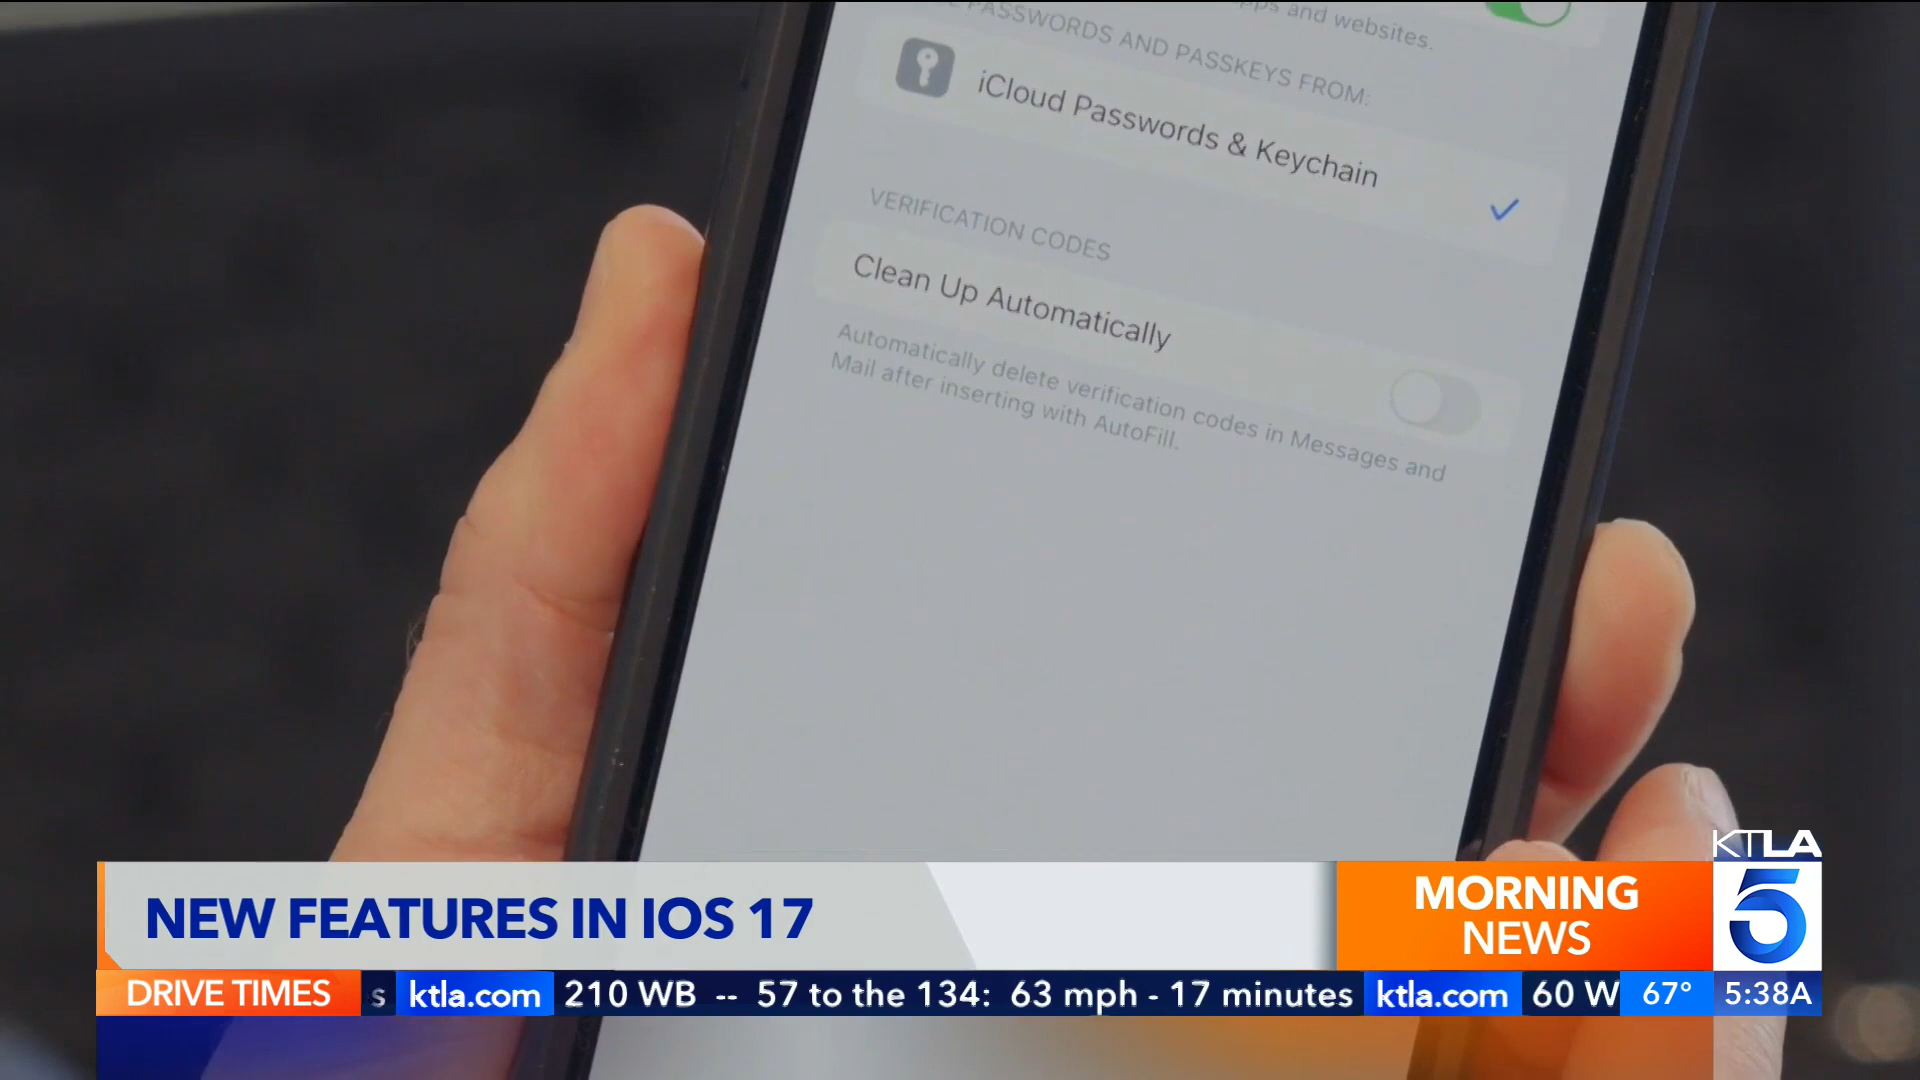 pps and websites.
PASSWORDS AND PASSKEYS FROM:
iCloud Passwords & Keychain
VERIFICATION CODES
Clean Up Automatically
Automatically delete verification codes in Messages and
Mail after inserting with AutoFill.
KTLA
5
NEW FEATURES IN IOS 17
MORNING
NEWS
DRIVE TIMES s ktla.com 210 WB -- 57 to the 134: 63 mph - 17 minutes ktla.com 60 W 67° 5:38A